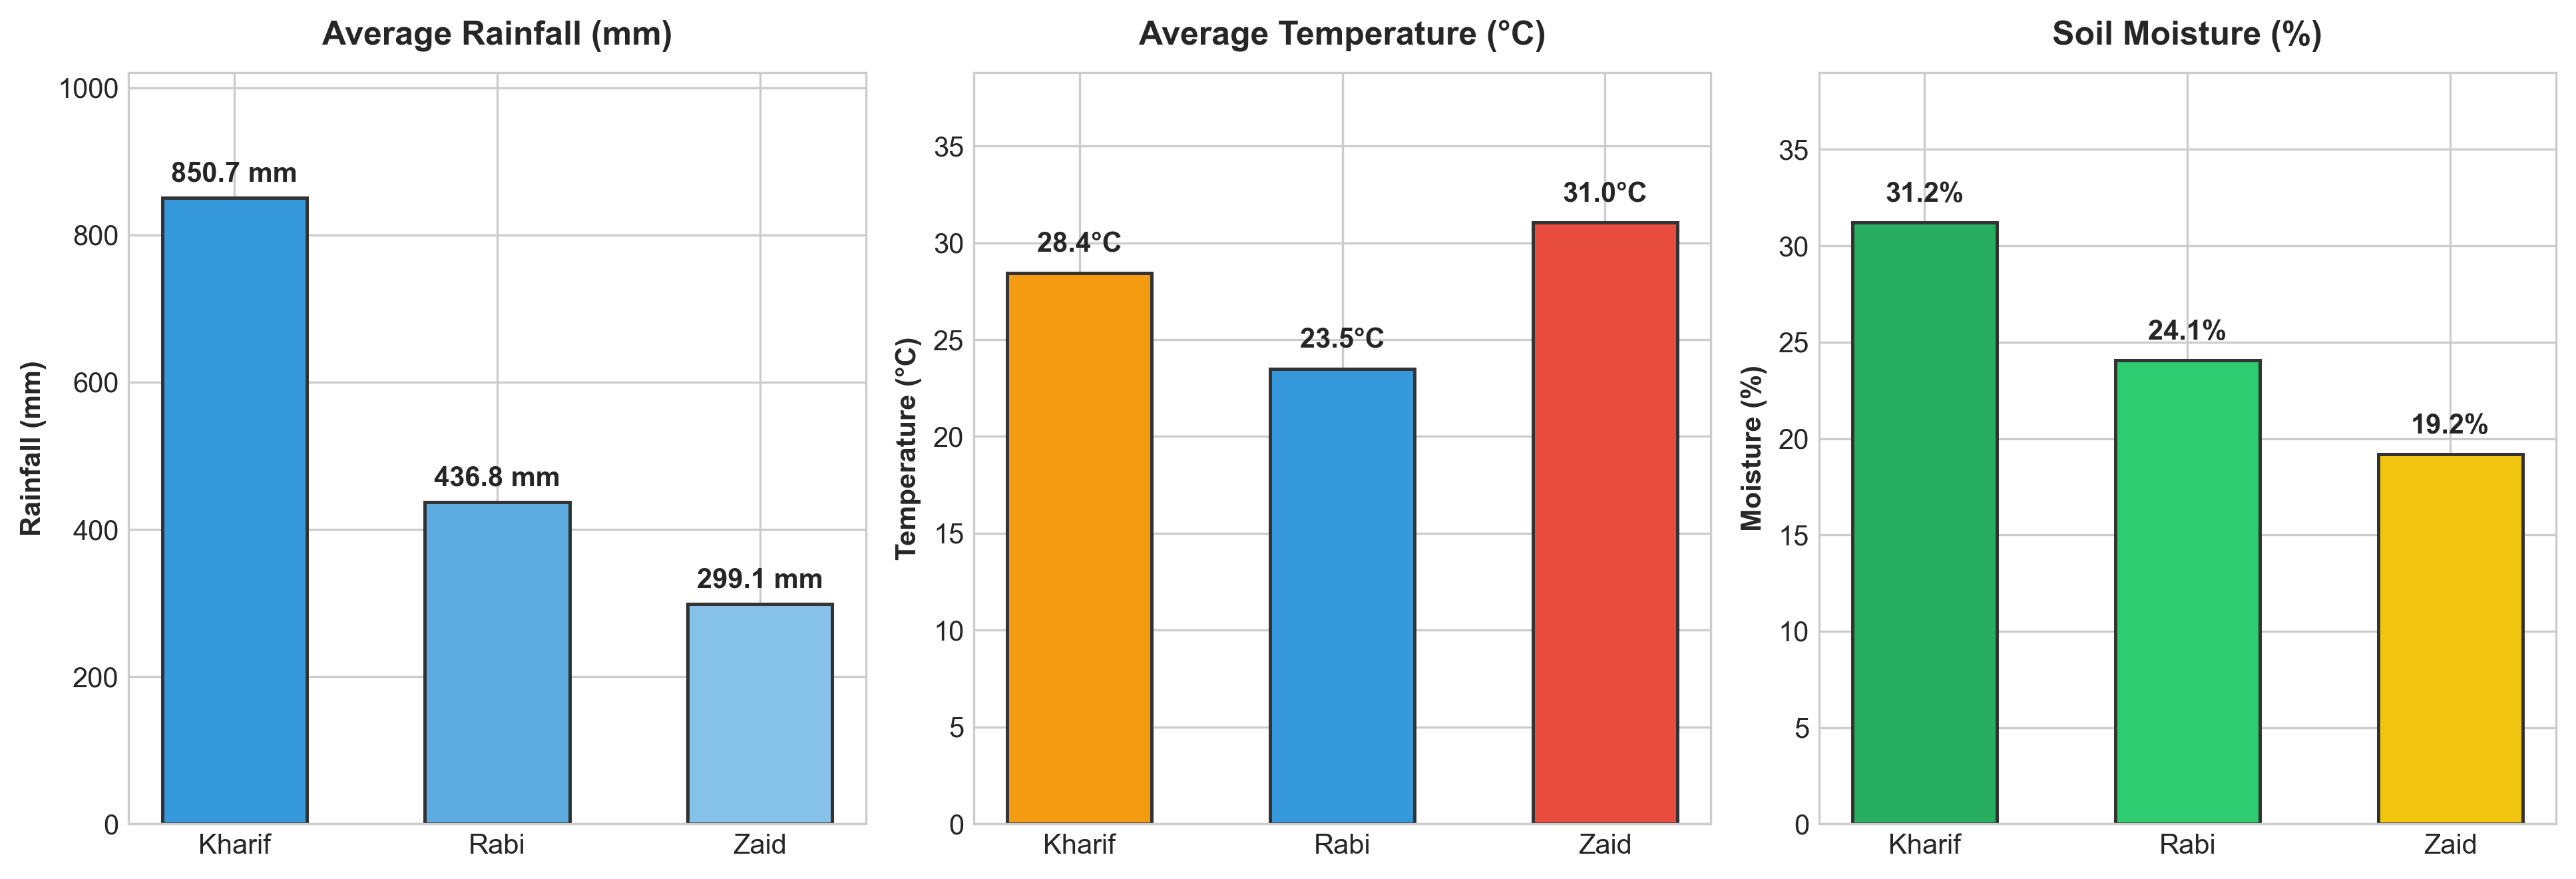 Average Rainfall (mm)
Rainfall (mm)
1000
800
600
400
200
0
850.7 mm
436.8 mm
299.1 mm
Kharif
Rabi
Zaid
Average Temperature (°C)
Temperature (°C)
35
30
25
20
15
10
5
0
28.4°C
23.5°C
31.0°C
Kharif
Rabi
Zaid
Soil Moisture (%)
Moisture (%)
35
30
25
20
15
10
5
0
31.2%
24.1%
19.2%
Kharif
Rabi
Zaid